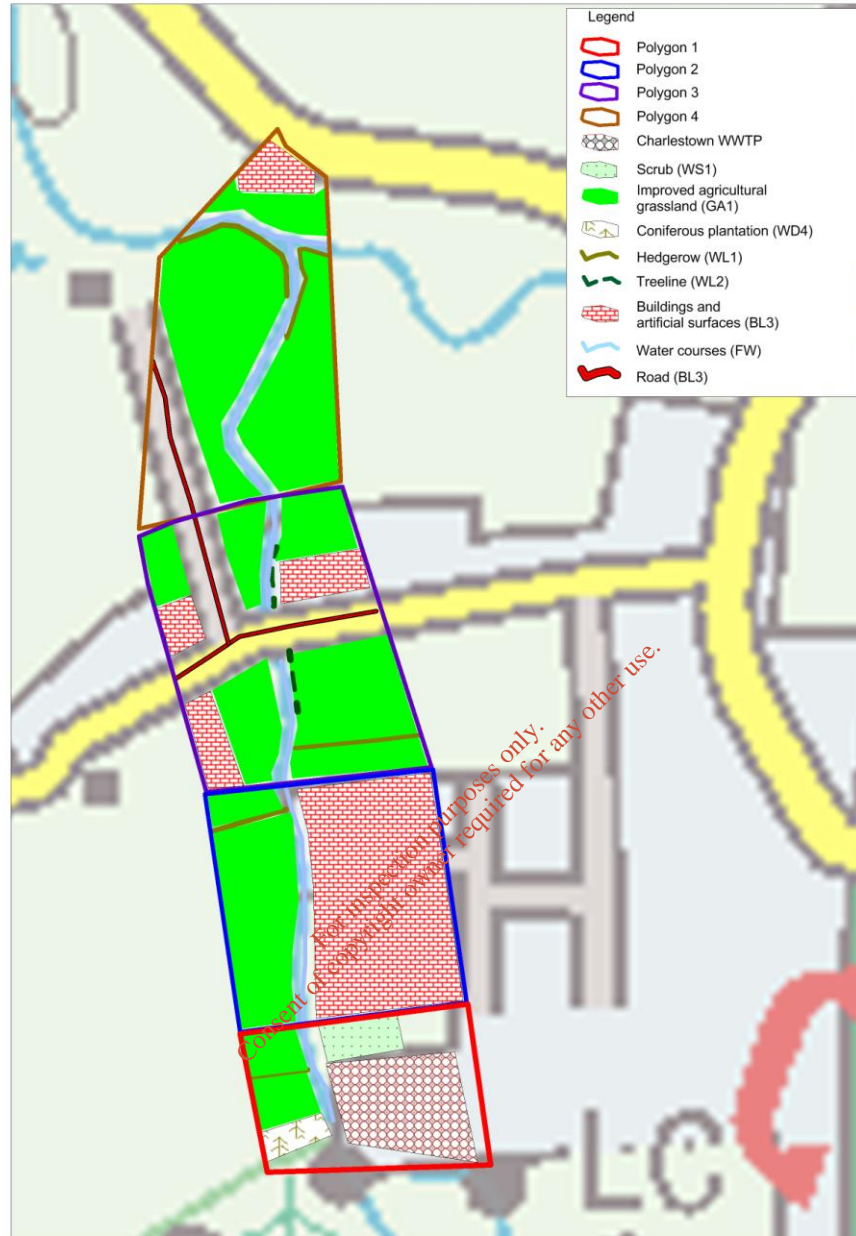 Legend
Polygon 1
Polygon 2
Polygon 3
Polygon 4
Charlestown WWTP
Scrub (WS1)
Improved agricultural
grassland (GA1)
Coniferous plantation (WD4)
Hedgerow (WL1)
Treeline (WL2)
Buildings and
artificial surfaces (BL3)
Water courses (FW)
Road (BL3)
For inspection purposes only.
Consent of copyright owner required for any other use.
LC